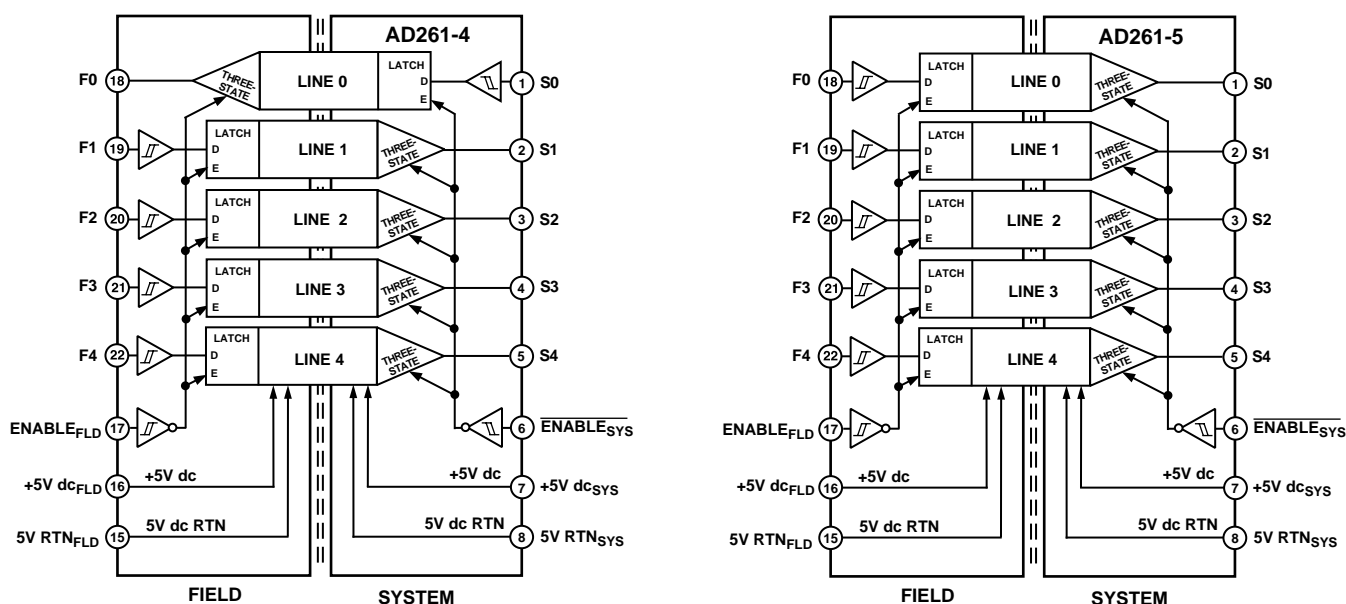 AD261-4
F0 18 THREE-STATE LINE 0 LATCH D E 1 S0
F1 19 LATCH D E LINE 1 THREE-STATE 2 S1
F2 20 LATCH D E LINE 2 THREE-STATE 3 S2
F3 21 LATCH D E LINE 3 THREE-STATE 4 S3
F4 22 LATCH D E LINE 4 THREE-STATE 5 S4
ENABLEFLD 17 6 ENABLESYS
+5V dcFLD 16 +5V dc +5V dc 7 +5V dcSYS
5V RTNFLD 15 5V dc RTN 5V dc RTN 8 5V RTNSYS
FIELD SYSTEM
AD261-5
F0 18 LATCH D E LINE 0 THREE-STATE 1 S0
F1 19 LATCH D E LINE 1 THREE-STATE 2 S1
F2 20 LATCH D E LINE 2 THREE-STATE 3 S2
F3 21 LATCH D E LINE 3 THREE-STATE 4 S3
F4 22 LATCH D E LINE 4 THREE-STATE 5 S4
ENABLEFLD 17 6 ENABLESYS
+5V dcFLD 16 +5V dc +5V dc 7 +5V dcSYS
5V RTNFLD 15 5V dc RTN 5V dc RTN 8 5V RTNSYS
FIELD SYSTEM